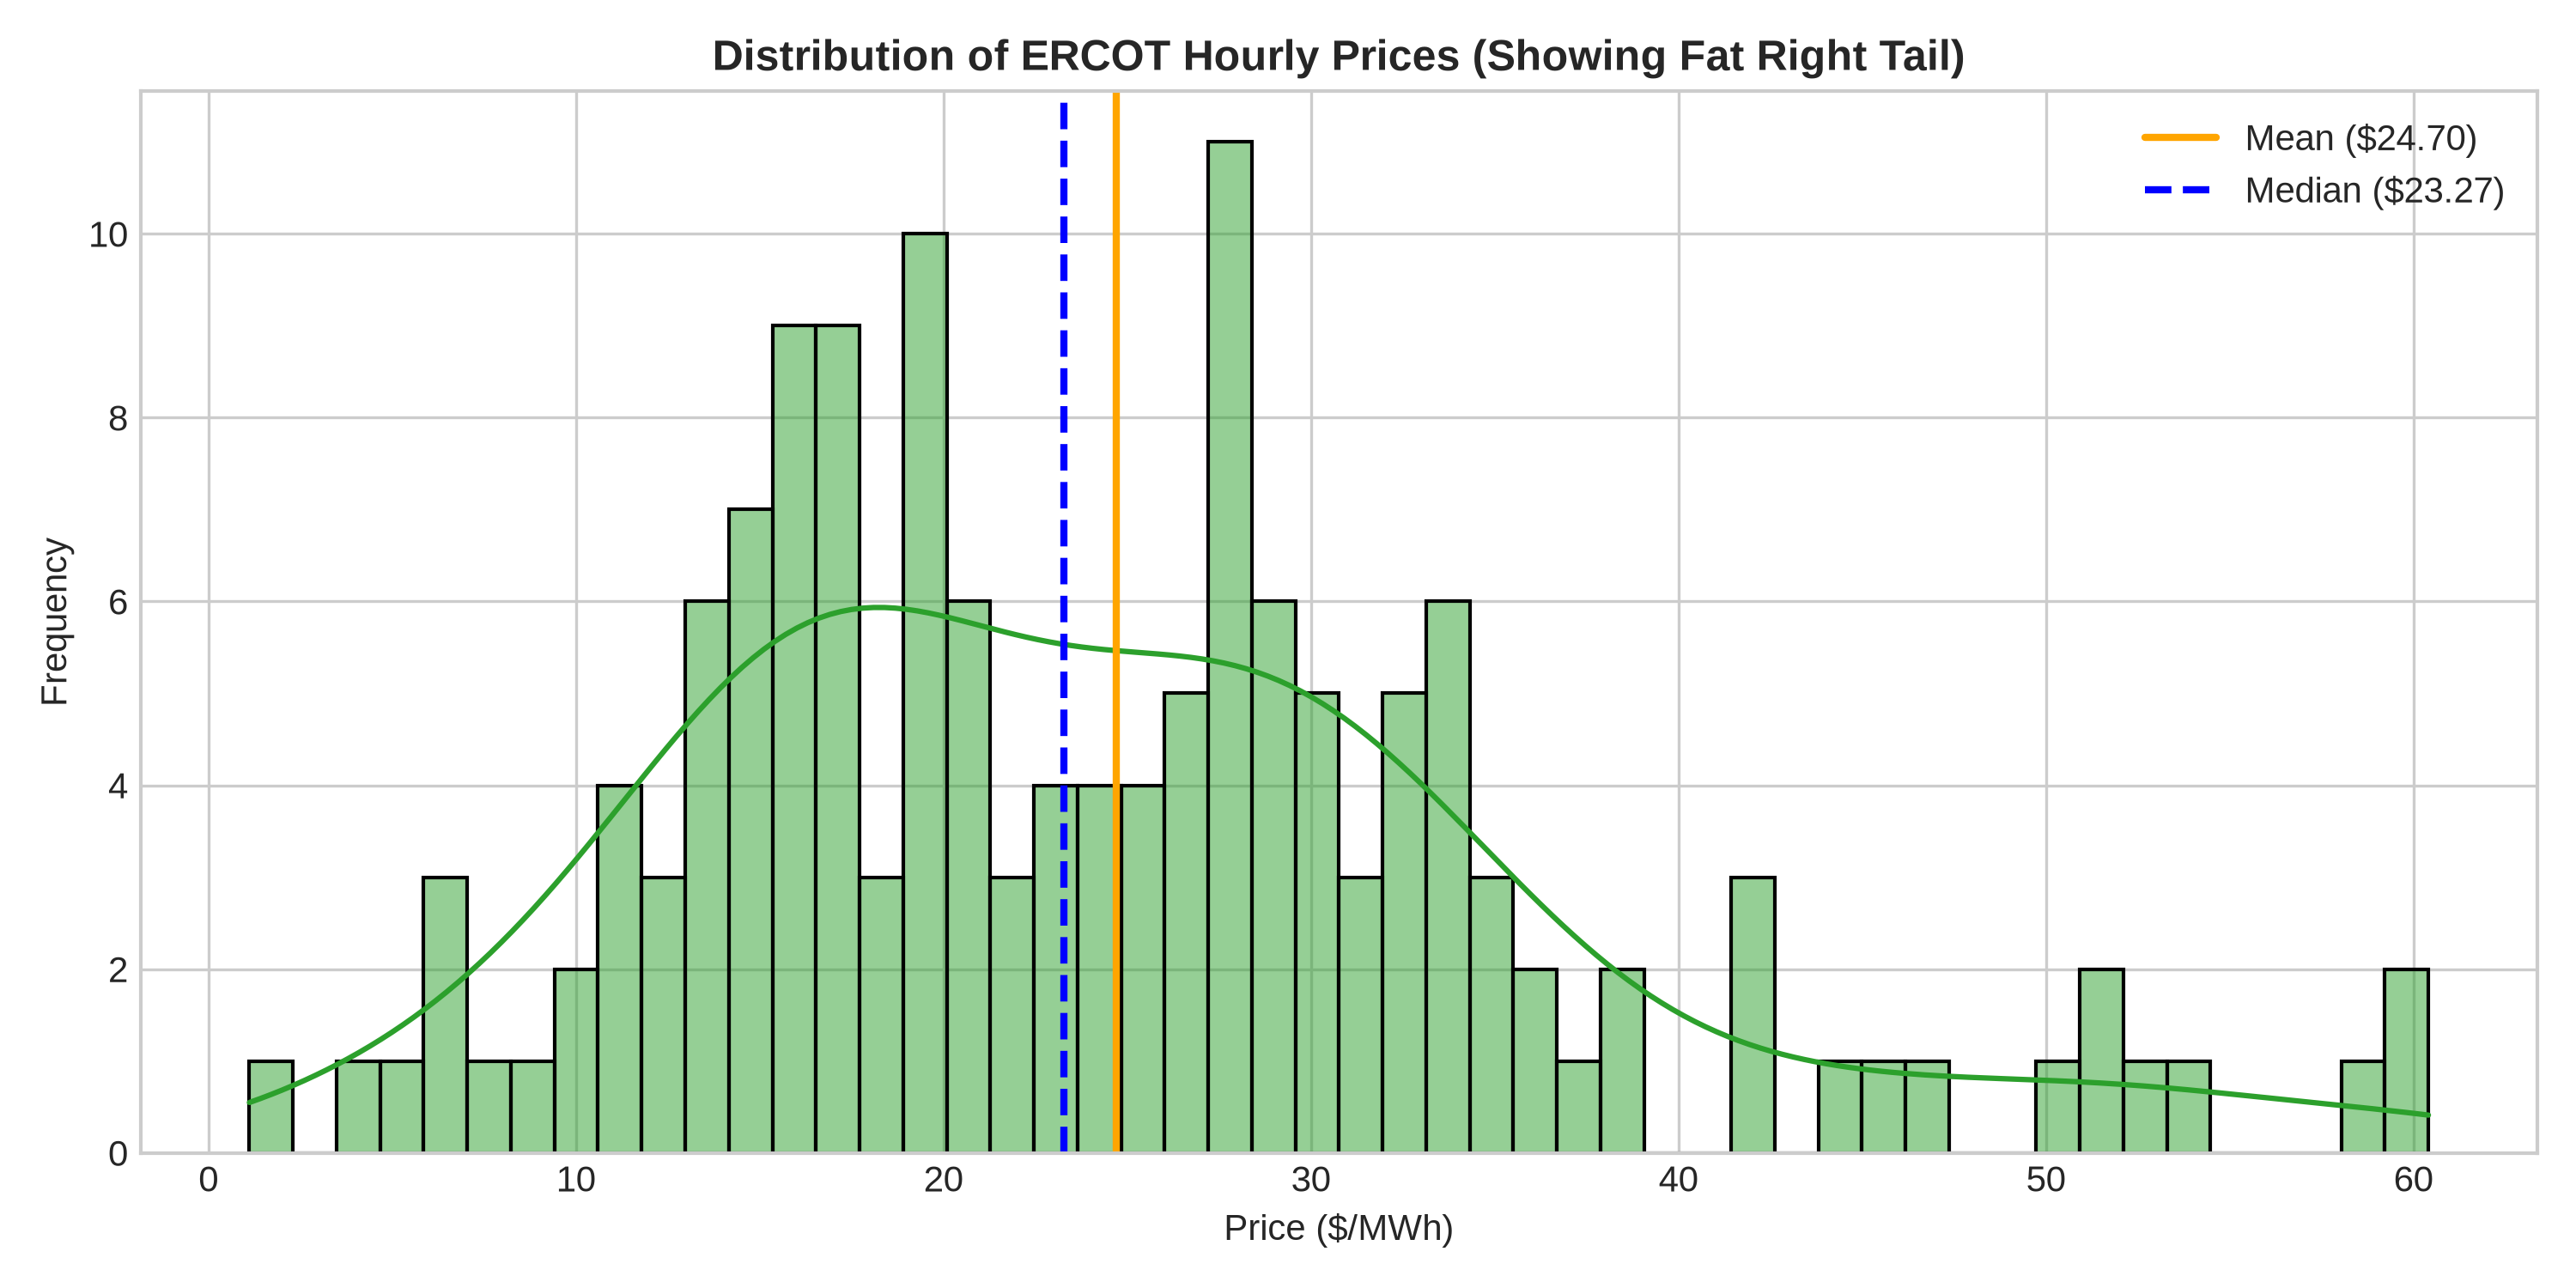 Distribution of ERCOT Hourly Prices (Showing Fat Right Tail)
Mean ($24.70)
Median ($23.27)
10
8
6
4
2
0
Frequency
0 10 20 30 40 50 60
Price ($/MWh)